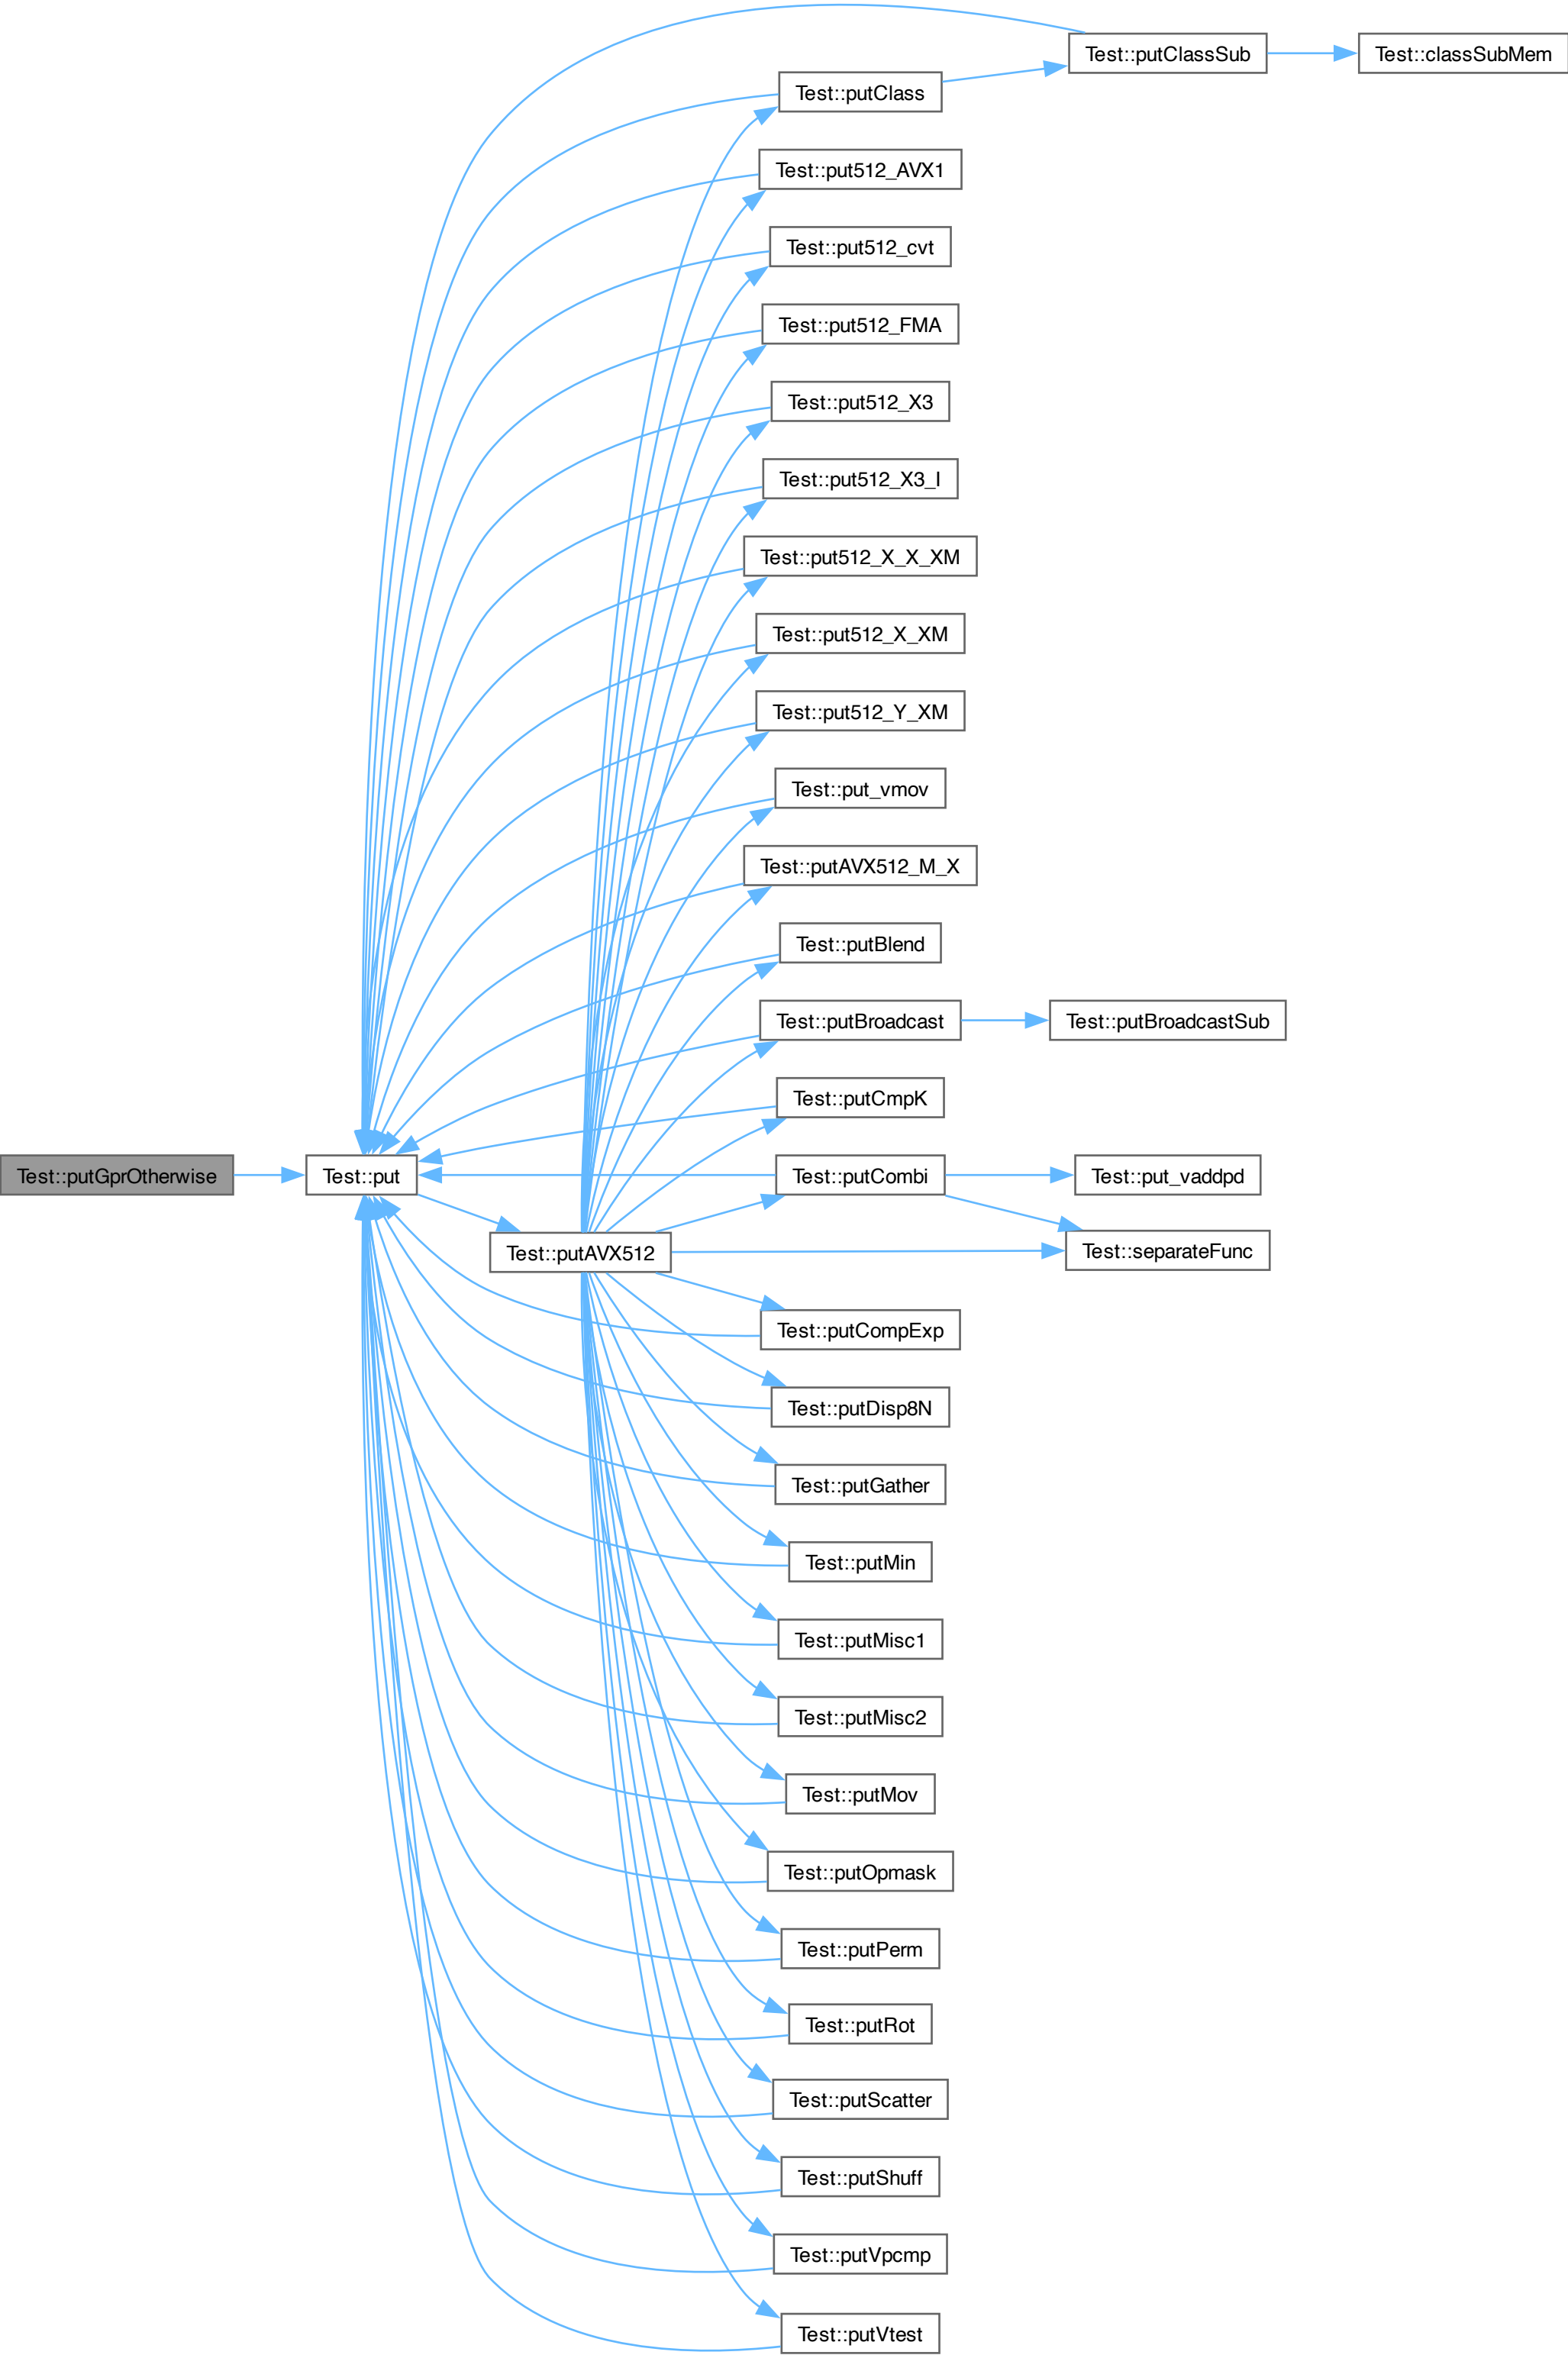 Test::putClassSub
Test::classSubMem
Test::putClass
Test::put512_AVX1
Test::put512_cvt
Test::put512_FMA
Test::put512_X3
Test::put512_X3_I
Test::put512_X_X_XM
Test::put512_X_XM
Test::put512_Y_XM
Test::put_vmov
Test::putAVX512_M_X
Test::putBlend
Test::putBroadcast
Test::putBroadcastSub
Test::putCmpK
Test::putGprOtherwise
Test::put
Test::putCombi
Test::put_vaddpd
Test::putAVX512
Test::separateFunc
Test::putCompExp
Test::putDisp8N
Test::putGather
Test::putMin
Test::putMisc1
Test::putMisc2
Test::putMov
Test::putOpmask
Test::putPerm
Test::putRot
Test::putScatter
Test::putShuff
Test::putVpcmp
Test::putVtest